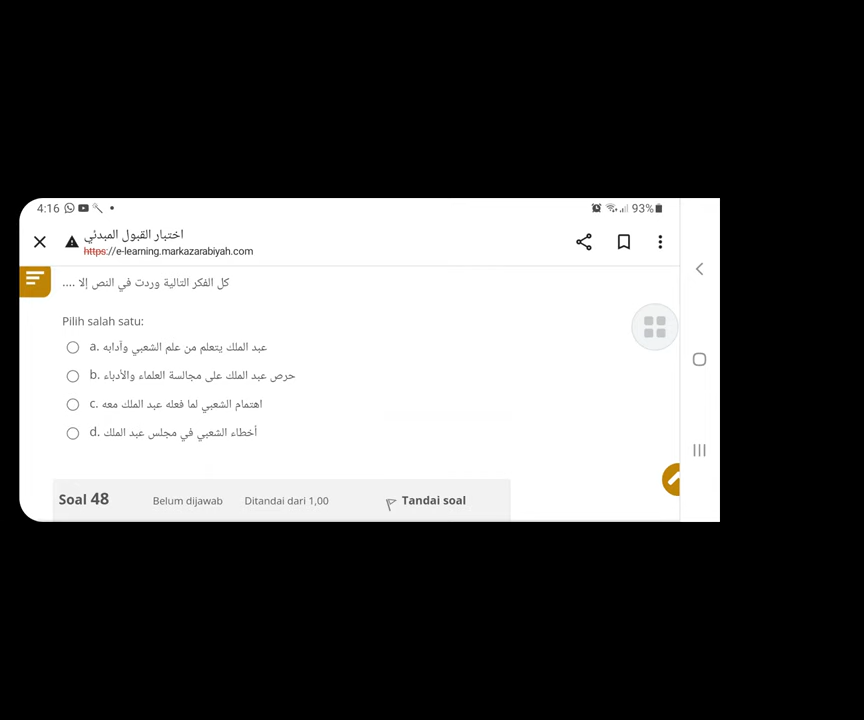 4:16
93%
اختبار القبول المبدئي
https://e-learning.markazarabiyah.com
كل الفكر التالية وردت في النص إلا ....
Pilih salah satu:
a. عبد الملك يتعلم من علم الشعبي وآدابه
b. حرص عبد الملك على مجالسة العلماء والأدباء
c. اهتمام الشعبي لما فعله عبد الملك معه
d. أخطاء الشعبي في مجلس عبد الملك
Soal 48 Belum dijawab Ditandai dari 1,00 Tandai soal